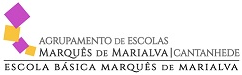 AGRUPAMENTO DE ESCOLAS
MARQUÊS DE MARIALVA | CANTANHEDE
ESCOLA BÁSICA MARQUÊS DE MARIALVA